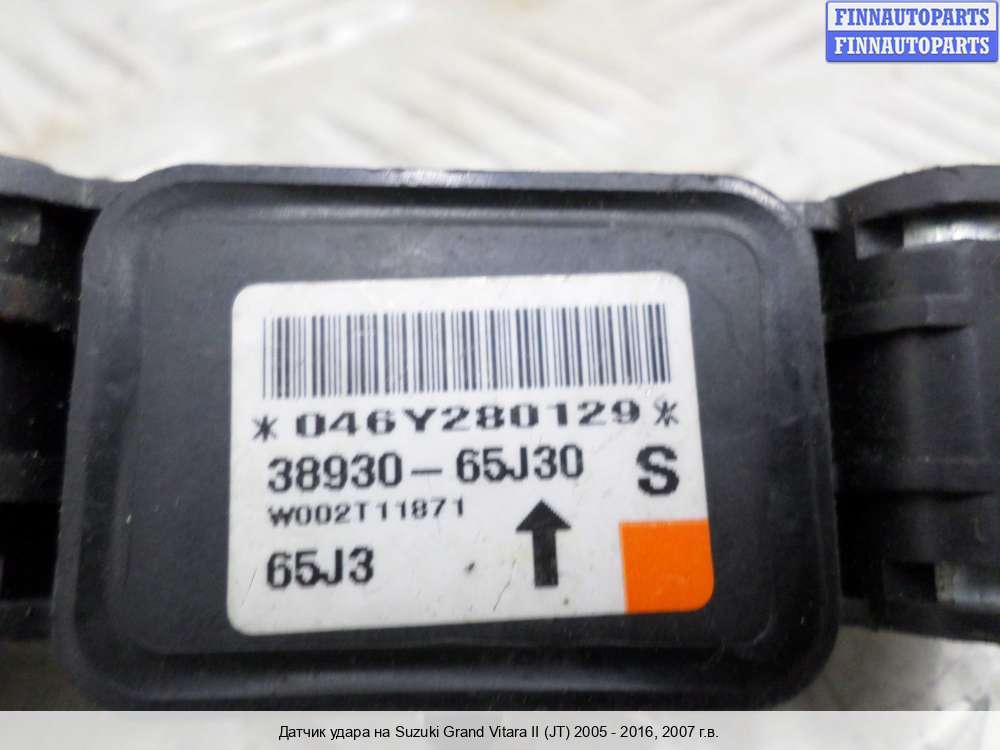 FINNAUTOPARTS
FINNAUTOPARTS
*046Y280129*
38930-65J30 S
W002T11871
65J3
Датчик удара на Suzuki Grand Vitara II (JT) 2005 - 2016, 2007 г.в.